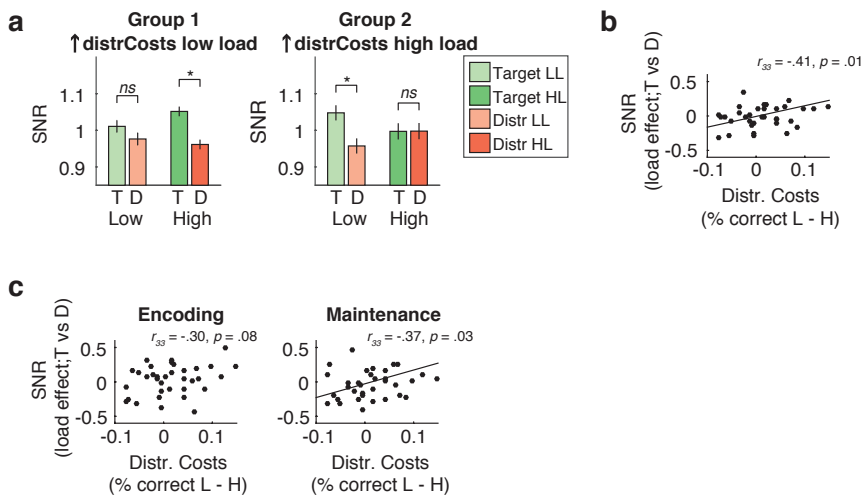 a
Group 1
↑distrCosts low load
SNR
1.1
1
0.9
ns
*
T D T D
Low High
Group 2
↑distrCosts high load
SNR
1.1
1
0.9
*
ns
T D T D
Low High
Target LL
Target HL
Distr LL
Distr HL
b
r33 = -.41, p = .01
SNR
(load effect;T vs D)
0.5
0
-0.5
-0.1 0 0.1
Distr. Costs
(% correct L - H)
c
Encoding
r33 = -.30, p = .08
SNR
(load effect;T vs D)
0.5
0
-0.5
-0.1 0 0.1
Distr. Costs
(% correct L - H)
Maintenance
r33 = -.37, p = .03
0.5
0
-0.5
-0.1 0 0.1
Distr. Costs
(% correct L - H)